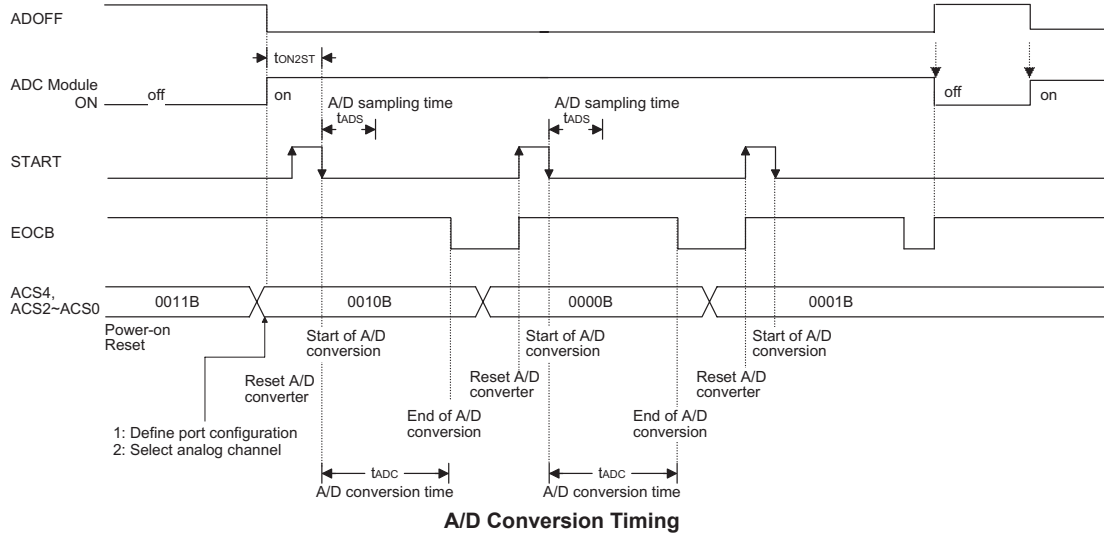 ADOFF
tON2ST
ADC Module
ON
off
on
off
on
A/D sampling time
tADS
A/D sampling time
tADS
START
EOCB
ACS4,
ACS2~ACS0
0011B
0010B
0000B
0001B
Power-on
Reset
Start of A/D
conversion
Start of A/D
conversion
Start of A/D
conversion
Reset A/D
converter
Reset A/D
converter
Reset A/D
converter
End of A/D
conversion
End of A/D
conversion
1: Define port configuration
2: Select analog channel
tADC
A/D conversion time
tADC
A/D conversion time
A/D Conversion Timing